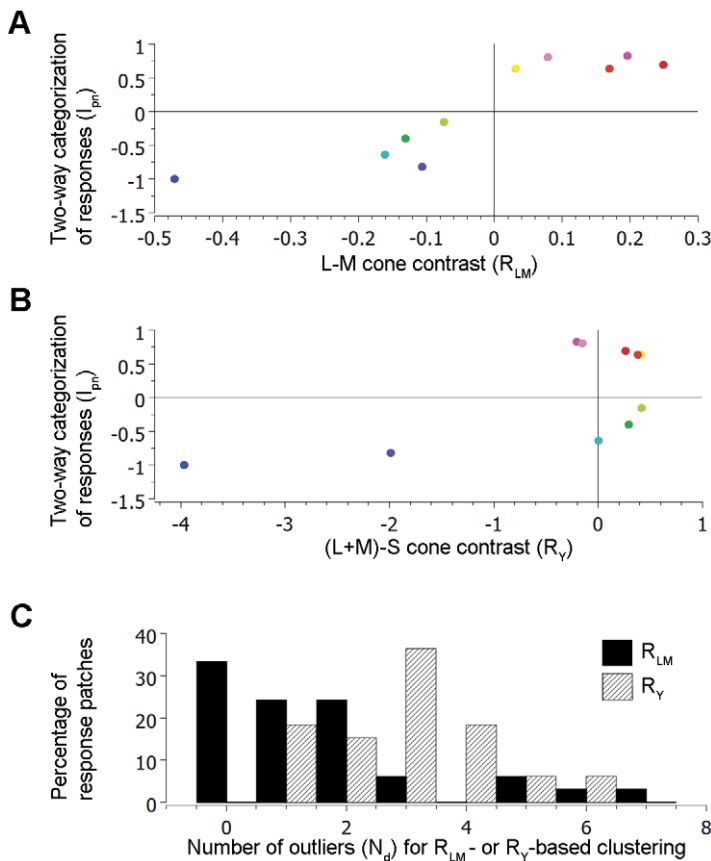 A
Two-way categorization
of responses (Ipn)
1
0.5
0
-0.5
-1
-1.5
-0.5 -0.4 -0.3 -0.2 -0.1 0 0.1 0.2 0.3
L-M cone contrast (RLM)
B
Two-way categorization
of responses (Ipn)
1
0.5
0
-0.5
-1
-1.5
-4 -3 -2 -1 0 1
(L+M)-S cone contrast (RY)
C
Percentage of
response patches
40
30
20
10
0
RLM
RY
0 2 4 6 8
Number of outliers (Nd) for RLM- or RY-based clustering